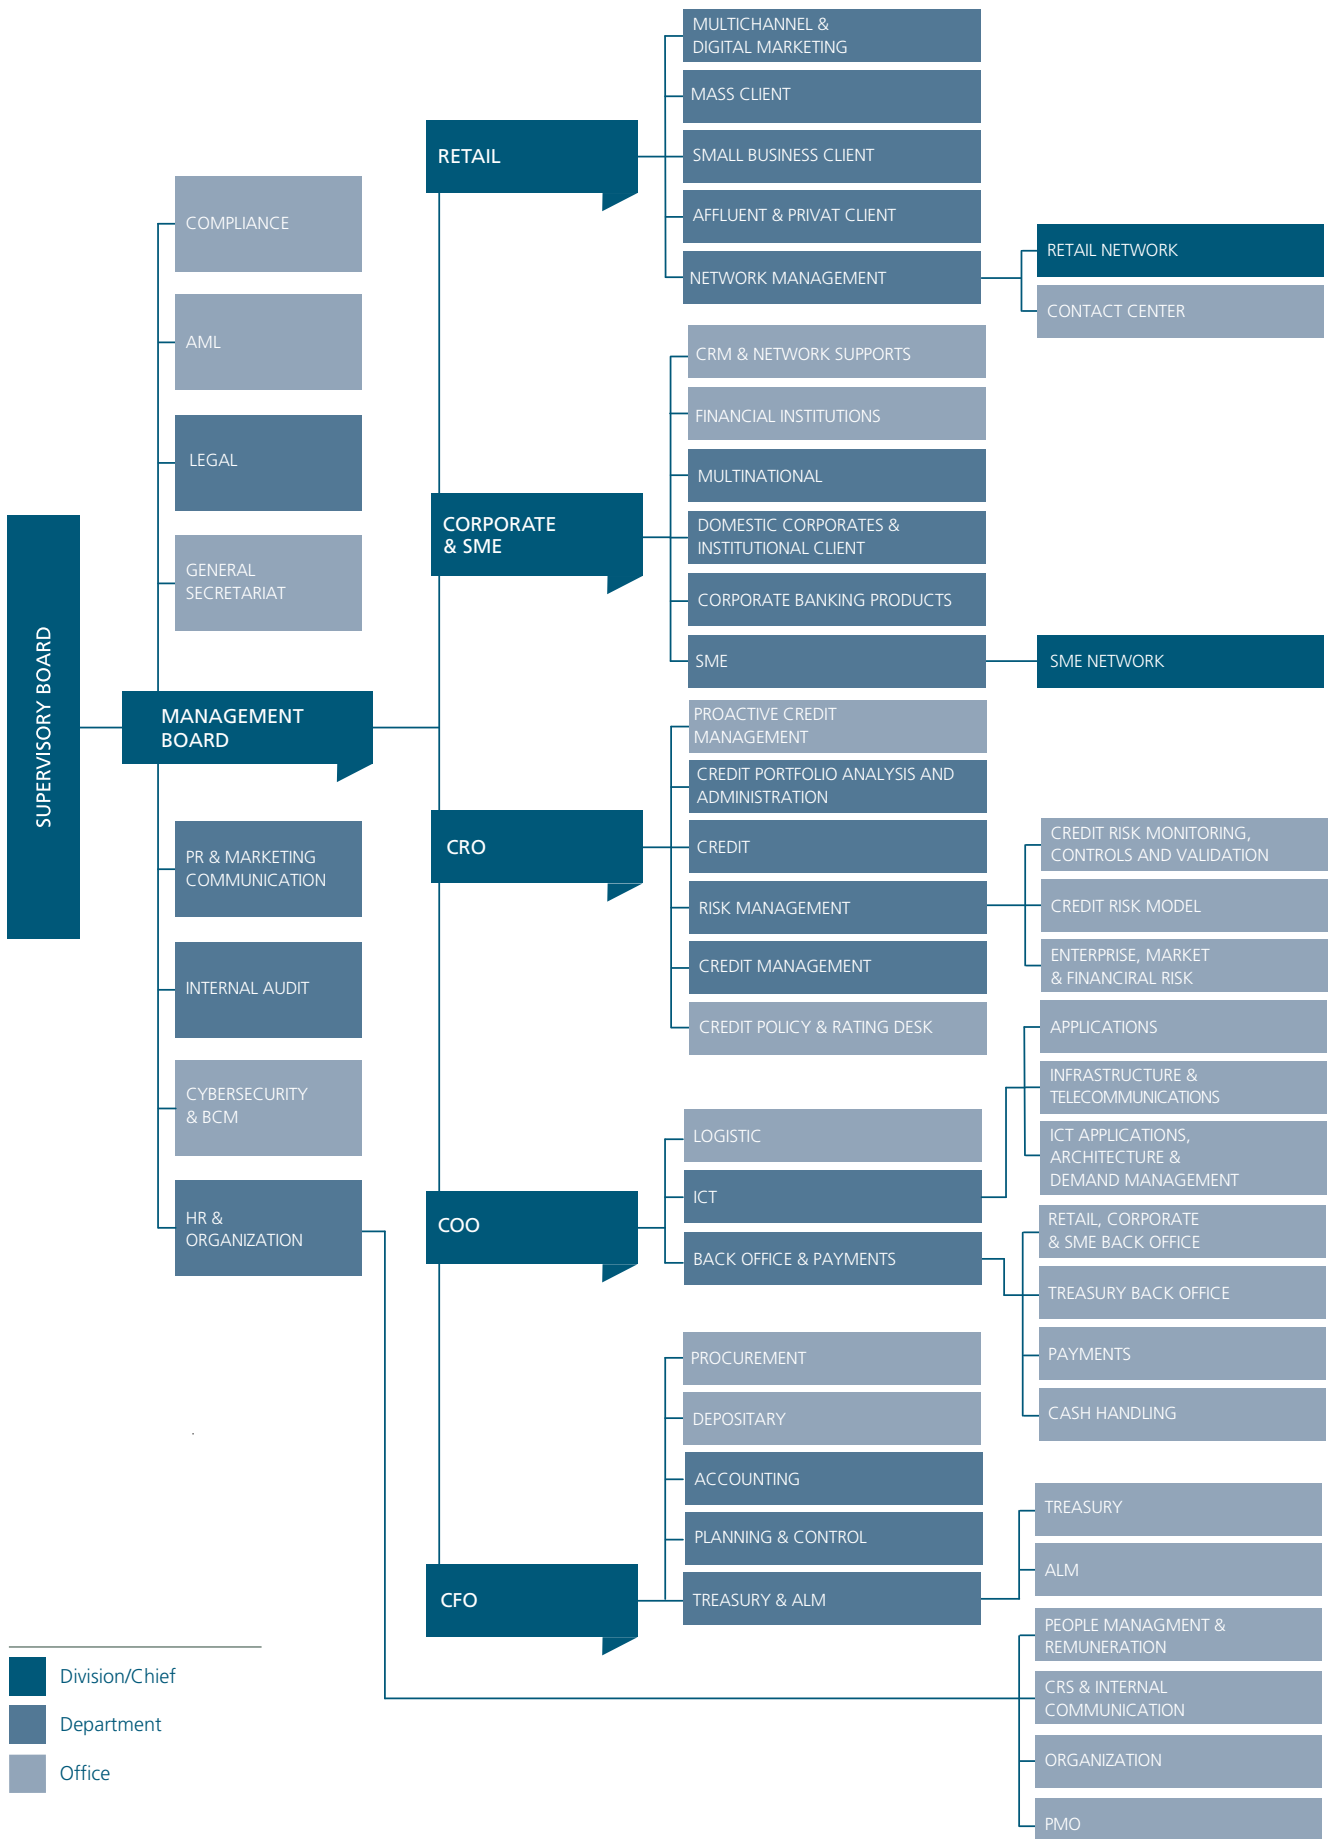 SUPERVISORY BOARD
COMPLIANCE
AML
LEGAL
GENERAL
SECRETARIAT
MANAGEMENT
BOARD
PR & MARKETING
COMMUNICATION
INTERNAL AUDIT
CYBERSECURITY
& BCM
HR &
ORGANIZATION
RETAIL
MULTICHANNEL &
DIGITAL MARKETING
MASS CLIENT
SMALL BUSINESS CLIENT
AFFLUENT & PRIVAT CLIENT
NETWORK MANAGEMENT
RETAIL NETWORK
CONTACT CENTER
CORPORATE
& SME
CRM & NETWORK SUPPORTS
FINANCIAL INSTITUTIONS
MULTINATIONAL
DOMESTIC CORPORATES &
INSTITUTIONAL CLIENT
CORPORATE BANKING PRODUCTS
SME
SME NETWORK
CRO
PROACTIVE CREDIT
MANAGEMENT
CREDIT PORTFOLIO ANALYSIS AND
ADMINISTRATION
CREDIT
RISK MANAGEMENT
CREDIT MANAGEMENT
CREDIT POLICY & RATING DESK
CREDIT RISK MONITORING,
CONTROLS AND VALIDATION
CREDIT RISK MODEL
ENTERPRISE, MARKET
& FINANCIRAL RISK
COO
LOGISTIC
ICT
BACK OFFICE & PAYMENTS
APPLICATIONS
INFRASTRUCTURE &
TELECOMMUNICATIONS
ICT APPLICATIONS,
ARCHITECTURE &
DEMAND MANAGEMENT
RETAIL, CORPORATE
& SME BACK OFFICE
TREASURY BACK OFFICE
PAYMENTS
CASH HANDLING
CFO
PROCUREMENT
DEPOSITARY
ACCOUNTING
PLANNING & CONTROL
TREASURY & ALM
TREASURY
ALM
PEOPLE MANAGMENT &
REMUNERATION
CRS & INTERNAL
COMMUNICATION
ORGANIZATION
PMO
Division/Chief
Department
Office